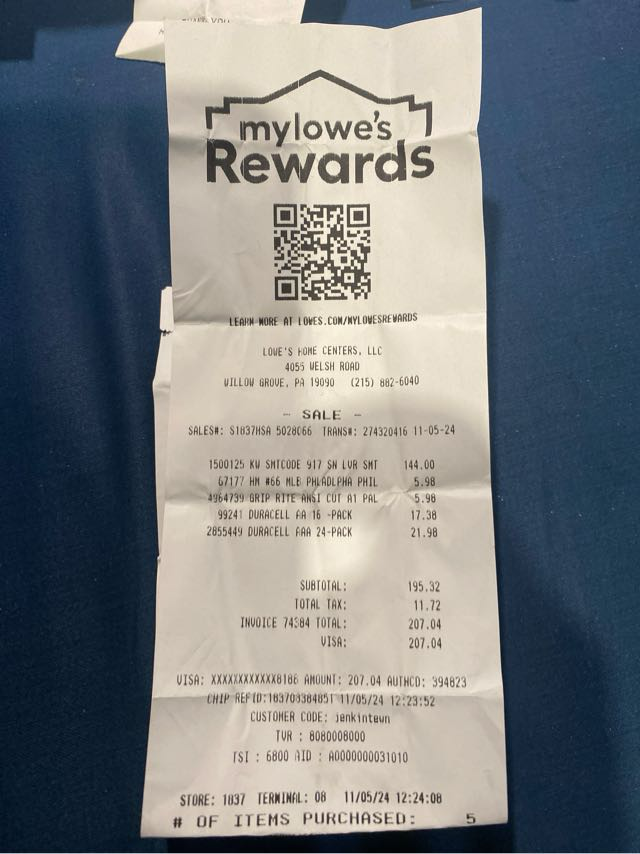 mylowe's
Rewards
LEARN MORE AT LOWES.COM/MYLOWESREWARDS
LOWE'S HOME CENTERS, LLC
4055 WELSH ROAD
WILLOW GROVE, PA 19090 (215) 882-6040
- SALE -
SALES#: S1837HSA 5028066 TRANS#: 274320416 11-05-24
1500125 KW SMTCODE 917 SN LVR SMT 144.00
67177 HM #66 MLB PHLADLPHA PHIL 5.98
4964739 GRIP RITE ANSI CUT A1 PAL 5.98
99241 DURACELL AA 16 -PACK 17.38
2855449 DURACELL AAA 24-PACK 21.98
SUBTOTAL: 195.32
TOTAL TAX: 11.72
INVOICE 74384 TOTAL: 207.04
VISA: 207.04
VISA: XXXXXXXXXXXX8186 AMOUNT: 207.04 AUTHCD: 394823
CHIP REFID:183708384851 11/05/24 12:23:52
CUSTOMER CODE: jenkintown
TVR : 8080008000
TSI : 6800 AID : A0000000031010
STORE: 1837 TERMINAL: 08 11/05/24 12:24:08
# OF ITEMS PURCHASED: 5